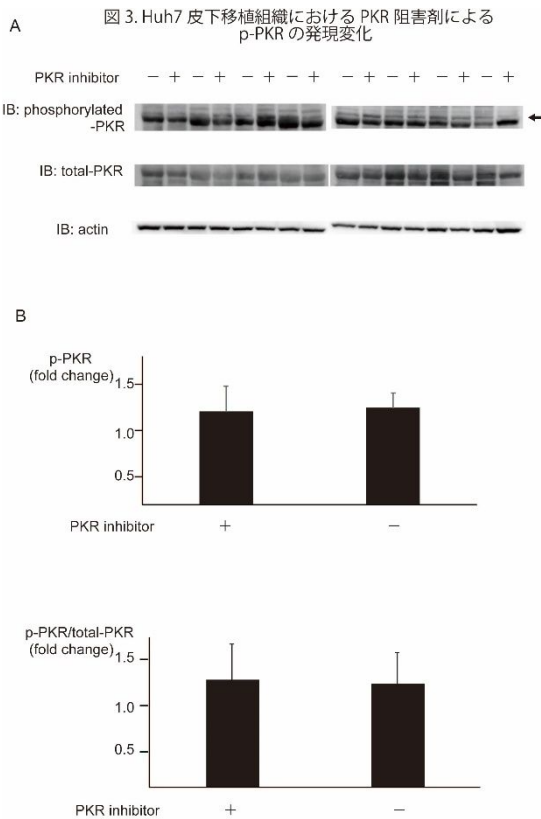 図 3. Huh7 皮下移植組織における PKR 阻害剤による
p-PKR の発現変化
A
PKR inhibitor － ＋ － ＋ － ＋ － ＋ － ＋ － ＋ － ＋ － ＋
IB: phosphorylated
-PKR
IB: total-PKR
IB: actin
B
p-PKR
(fold change)
1.5
1.0
0.5
PKR inhibitor ＋ －
p-PKR/total-PKR
(fold change)
1.5
1.0
0.5
PKR inhibitor ＋ －